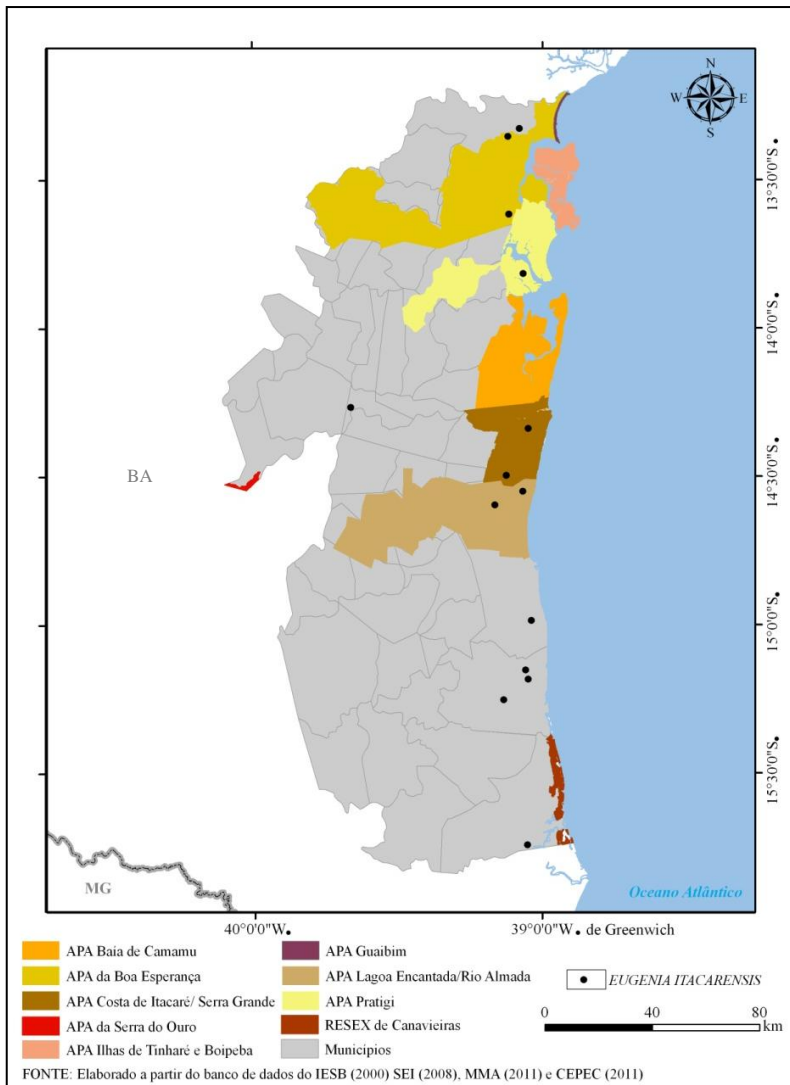 N
W E
S
13°30'0"S.
14°0'0"S.
14°30'0"S.
15°0'0"S.
15°30'0"S.
BA
MG
Oceano Atlântico
40°0'0"W. 39°0'0"W. de Greenwich
APA Baía de Camamu
APA da Boa Esperança
APA Costa de Itacaré/ Serra Grande
APA da Serra do Ouro
APA Ilhas de Tinharé e Boipeba
APA Guaibim
APA Lagoa Encantada/Rio Almada
APA Pratigi
RESEX de Canavieiras
Municípios
EUGENIA ITACARENSIS
0 40 80
km
FONTE: Elaborado a partir do banco de dados do IESB (2000) SEI (2008), MMA (2011) e CEPEC (2011)